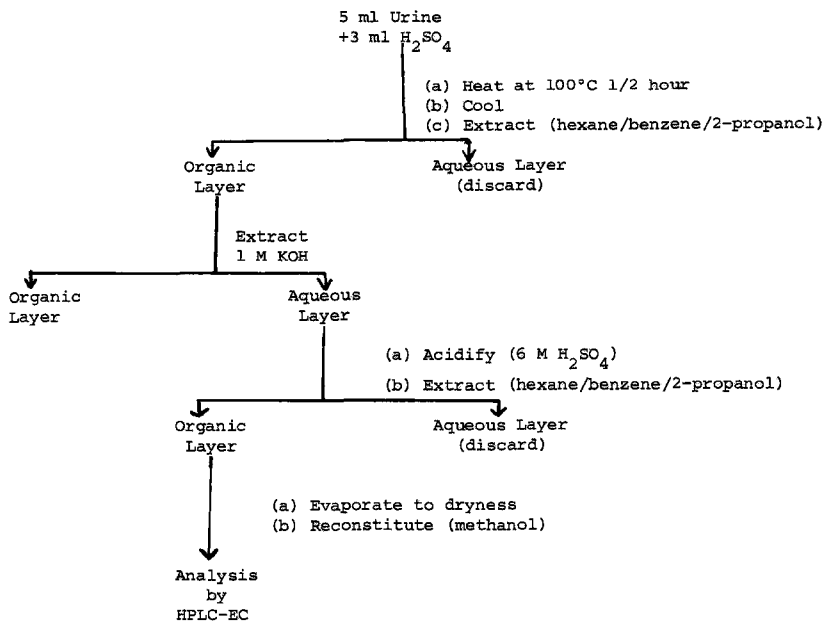 5 ml Urine
+3 ml H2SO4
(a) Heat at 100°C 1/2 hour
(b) Cool
(c) Extract (hexane/benzene/2-propanol)
Organic
Layer
Aqueous Layer
(discard)
Extract
1 M KOH
Organic
Layer
Aqueous
Layer
(a) Acidify (6 M H2SO4)
(b) Extract (hexane/benzene/2-propanol)
Organic
Layer
Aqueous Layer
(discard)
(a) Evaporate to dryness
(b) Reconstitute (methanol)
Analysis
by
HPLC-EC